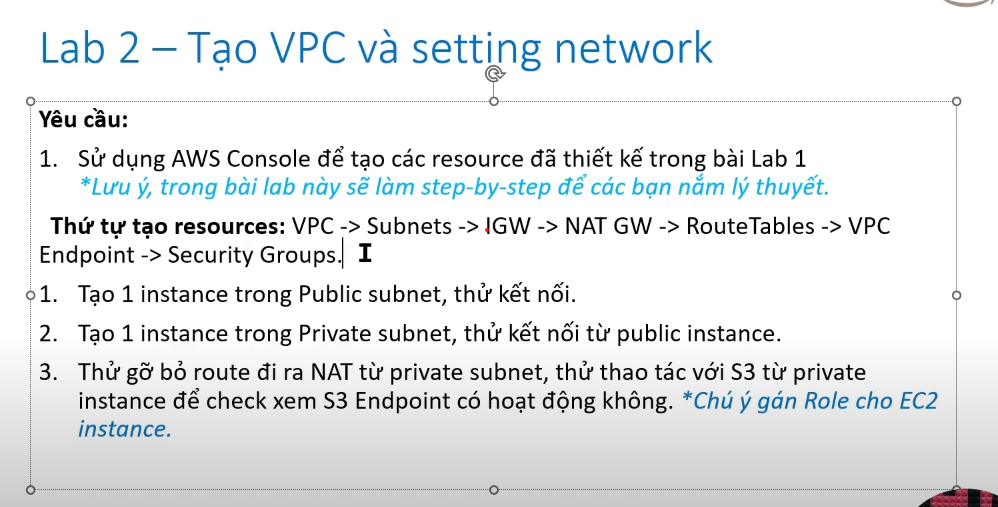 Lab 2 – Tạo VPC và setting network
Yêu cầu:
1. Sử dụng AWS Console để tạo các resource đã thiết kế trong bài Lab 1
*Lưu ý, trong bài lab này sẽ làm step-by-step để các bạn nắm lý thuyết.
Thứ tự tạo resources: VPC -> Subnets -> IGW -> NAT GW -> RouteTables -> VPC
Endpoint -> Security Groups.
1. Tạo 1 instance trong Public subnet, thử kết nối.
2. Tạo 1 instance trong Private subnet, thử kết nối từ public instance.
3. Thử gỡ bỏ route đi ra NAT từ private subnet, thử thao tác với S3 từ private
instance để check xem S3 Endpoint có hoạt động không. *Chú ý gán Role cho EC2
instance.